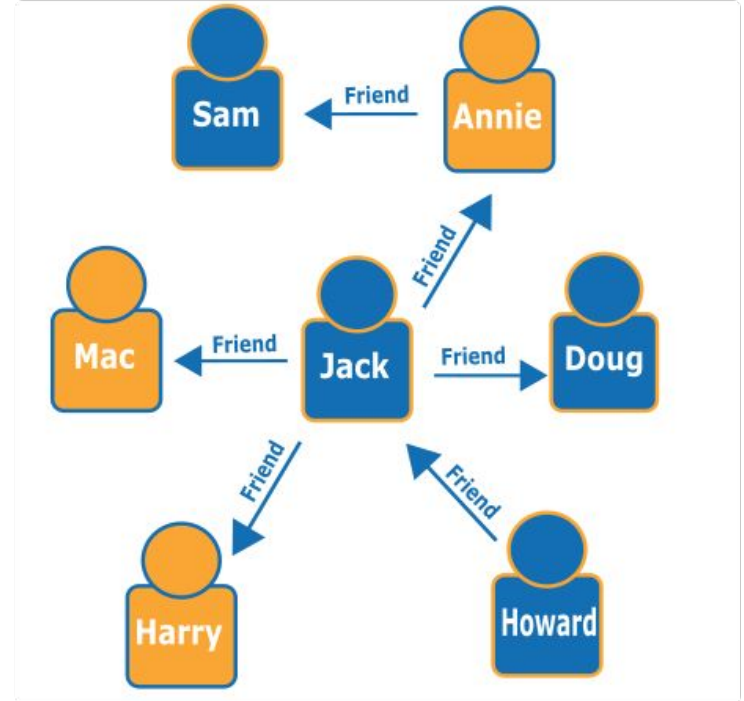 Sam
Friend
Annie
Friend
Mac
Friend
Jack
Friend
Doug
Friend
Friend
Harry
Howard